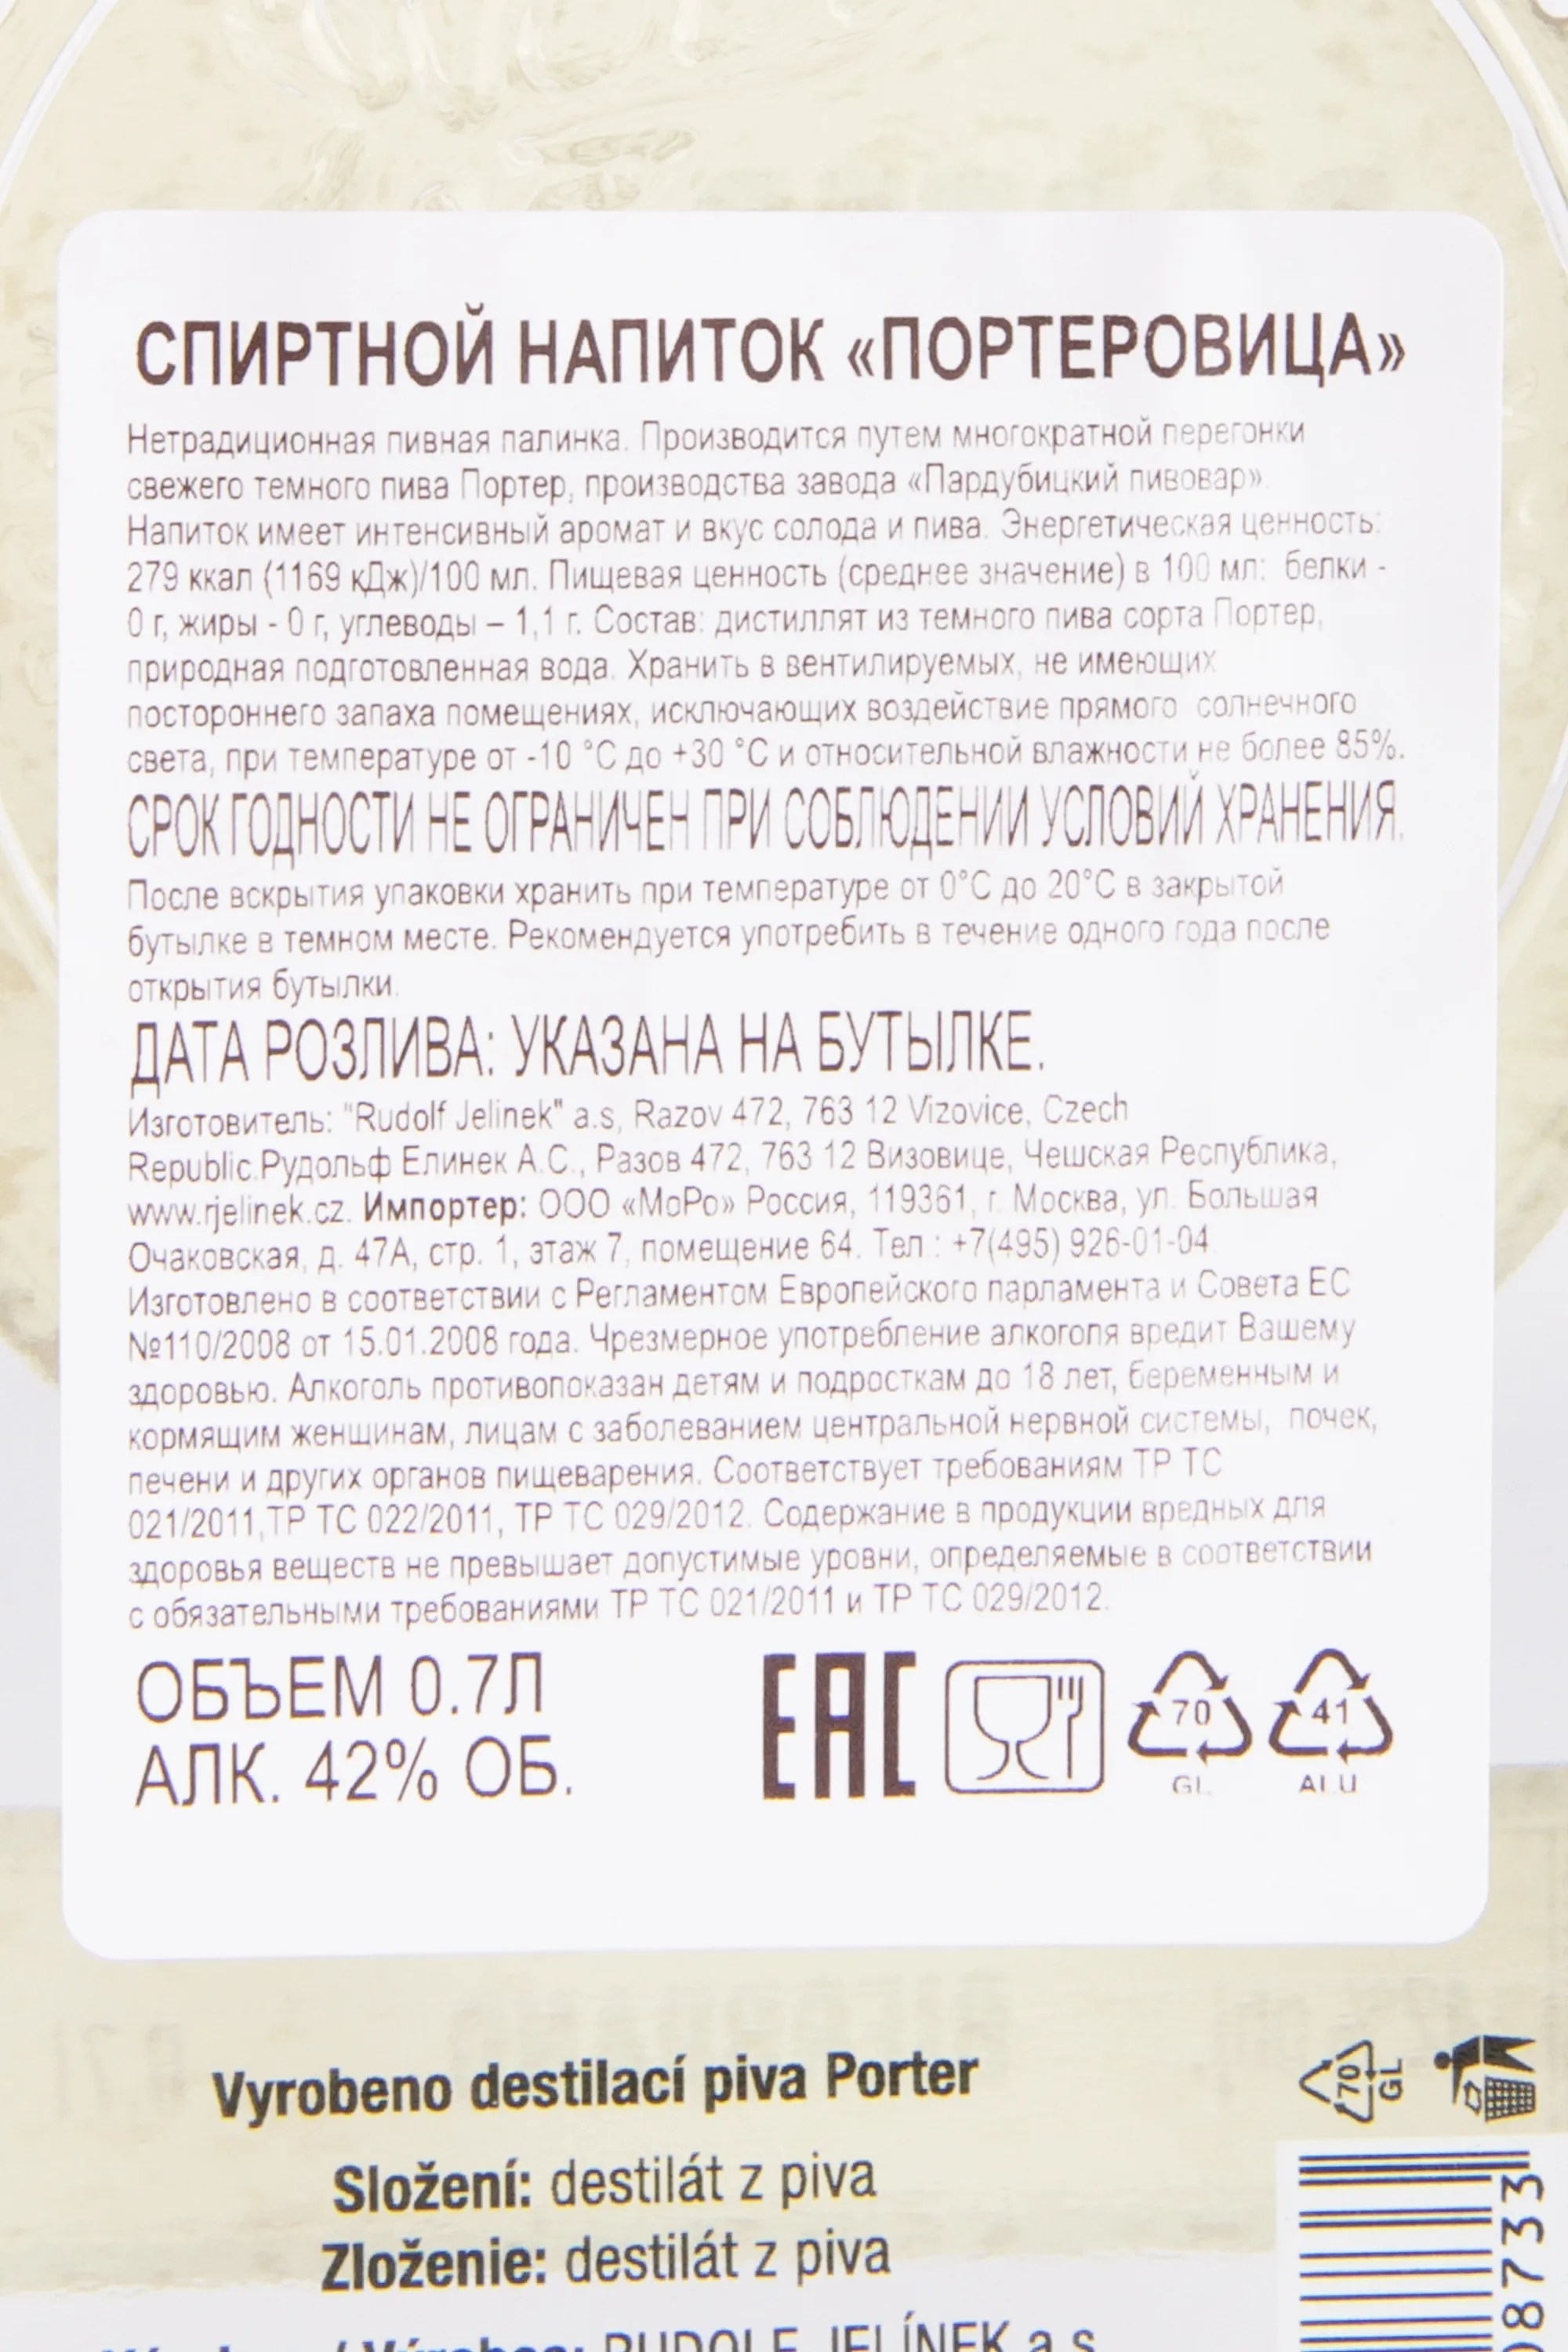 СПИРТНОЙ НАПИТОК «ПОРТЕРОВИЦА»
Нетрадиционная пивная палинка. Производится путем многократной перегонки
свежего темного пива Портер, производства завода «Пардубицкий пивовар».
Напиток имеет интенсивный аромат и вкус солода и пива. Энергетическая ценность:
279 ккал (1169 кДж)/100 мл. Пищевая ценность (среднее значение) в 100 мл: белки -
0 г, жиры - 0 г, углеводы – 1,1 г. Состав: дистиллят из темного пива сорта Портер,
природная подготовленная вода. Хранить в вентилируемых, не имеющих
постороннего запаха помещениях, исключающих воздействие прямого солнечного
света, при температуре от -10 °C до +30 °C и относительной влажности не более 85%.
СРОК ГОДНОСТИ НЕ ОГРАНИЧЕН ПРИ СОБЛЮДЕНИИ УСЛОВИЙ ХРАНЕНИЯ.
После вскрытия упаковки хранить при температуре от 0°C до 20°C в закрытой
бутылке в темном месте. Рекомендуется употребить в течение одного года после
открытия бутылки.
ДАТА РОЗЛИВА: УКАЗАНА НА БУТЫЛКЕ.
Изготовитель: "Rudolf Jelinek" a.s, Razov 472, 763 12 Vizovice, Czech
Republic.Рудольф Елинек А.С., Разов 472, 763 12 Визовице, Чешская Республика,
www.rjelinek.cz. Импортер: ООО «МоРо» Россия, 119361, г. Москва, ул. Большая
Очаковская, д. 47А, стр. 1, этаж 7, помещение 64. Тел.: +7(495) 926-01-04.
Изготовлено в соответствии с Регламентом Европейского парламента и Совета ЕС
№110/2008 от 15.01.2008 года. Чрезмерное употребление алкоголя вредит Вашему
здоровью. Алкоголь противопоказан детям и подросткам до 18 лет, беременным и
кормящим женщинам, лицам с заболеванием центральной нервной системы, почек,
печени и других органов пищеварения. Соответствует требованиям ТР ТС
021/2011,ТР ТС 022/2011, ТР ТС 029/2012. Содержание в продукции вредных для
здоровья веществ не превышает допустимые уровни, определяемые в соответствии
с обязательными требованиями ТР ТС 021/2011 и ТР ТС 029/2012.
ОБЪЕМ 0.7Л
АЛК. 42% ОБ.
EAC
70
GL
41
ALU
Vyrobeno destilací piva Porter
Složení: destilát z piva
Zloženie: destilát z piva
RUDOLF JELÍNEK a.s.
70
GL
08733